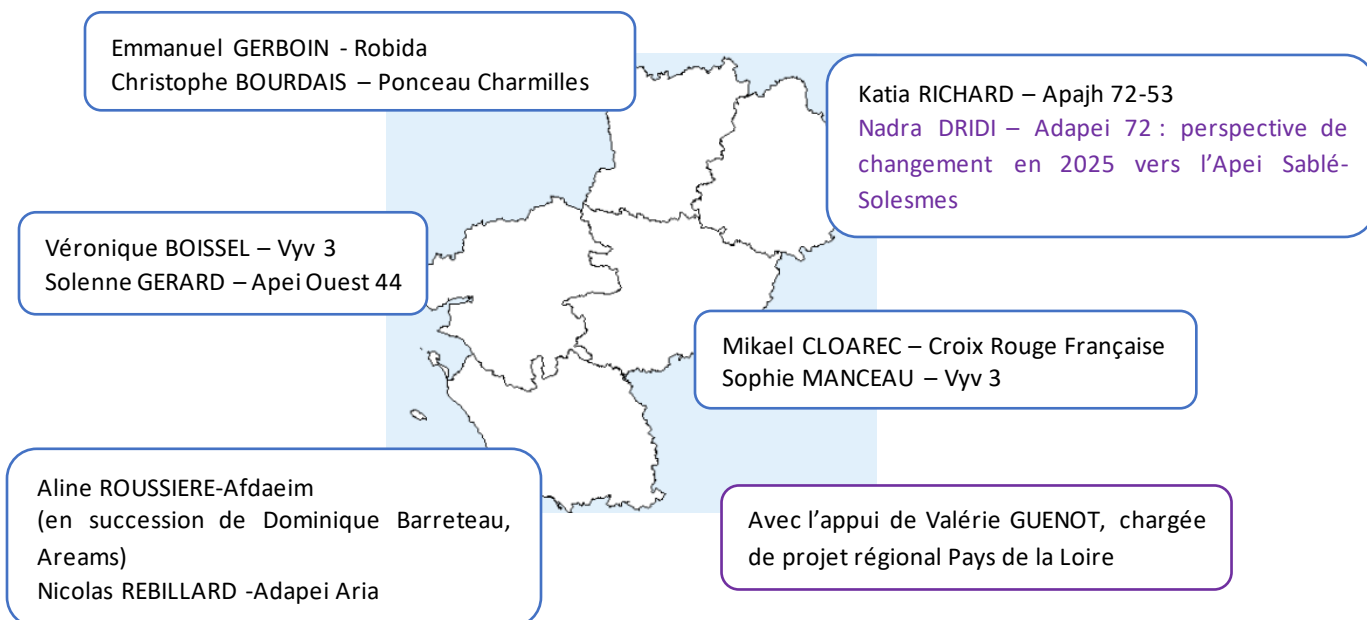 Emmanuel GERBOIN - Robida
Christophe BOURDAIS – Ponceau Charmilles
Katia RICHARD – Apajh 72-53
Nadra DRIDI – Adapei 72 : perspective de
changement en 2025 vers l’Apei Sablé-
Solesmes
Véronique BOISSEL – Vyv 3
Solenne GERARD – Apei Ouest 44
Mikael CLOAREC – Croix Rouge Française
Sophie MANCEAU – Vyv 3
Aline ROUSSIERE-Afdaeim
(en succession de Dominique Barreteau,
Areams)
Nicolas REBILLARD -Adapei Aria
Avec l’appui de Valérie GUENOT, chargée
de projet régional Pays de la Loire